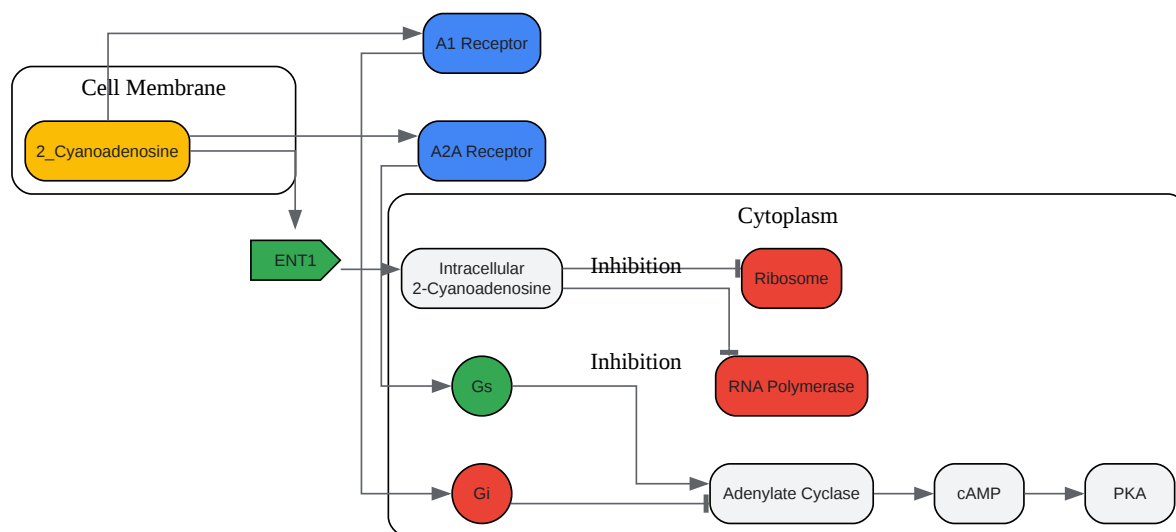 A1 Receptor
Cell Membrane
2_Cyanoadenosine
A2A Receptor
Cytoplasm
ENT1
Intracellular
2-Cyanoadenosine
Inhibition
Ribosome
Inhibition
RNA Polymerase
Gs
Gi
Adenylate Cyclase
cAMP
PKA